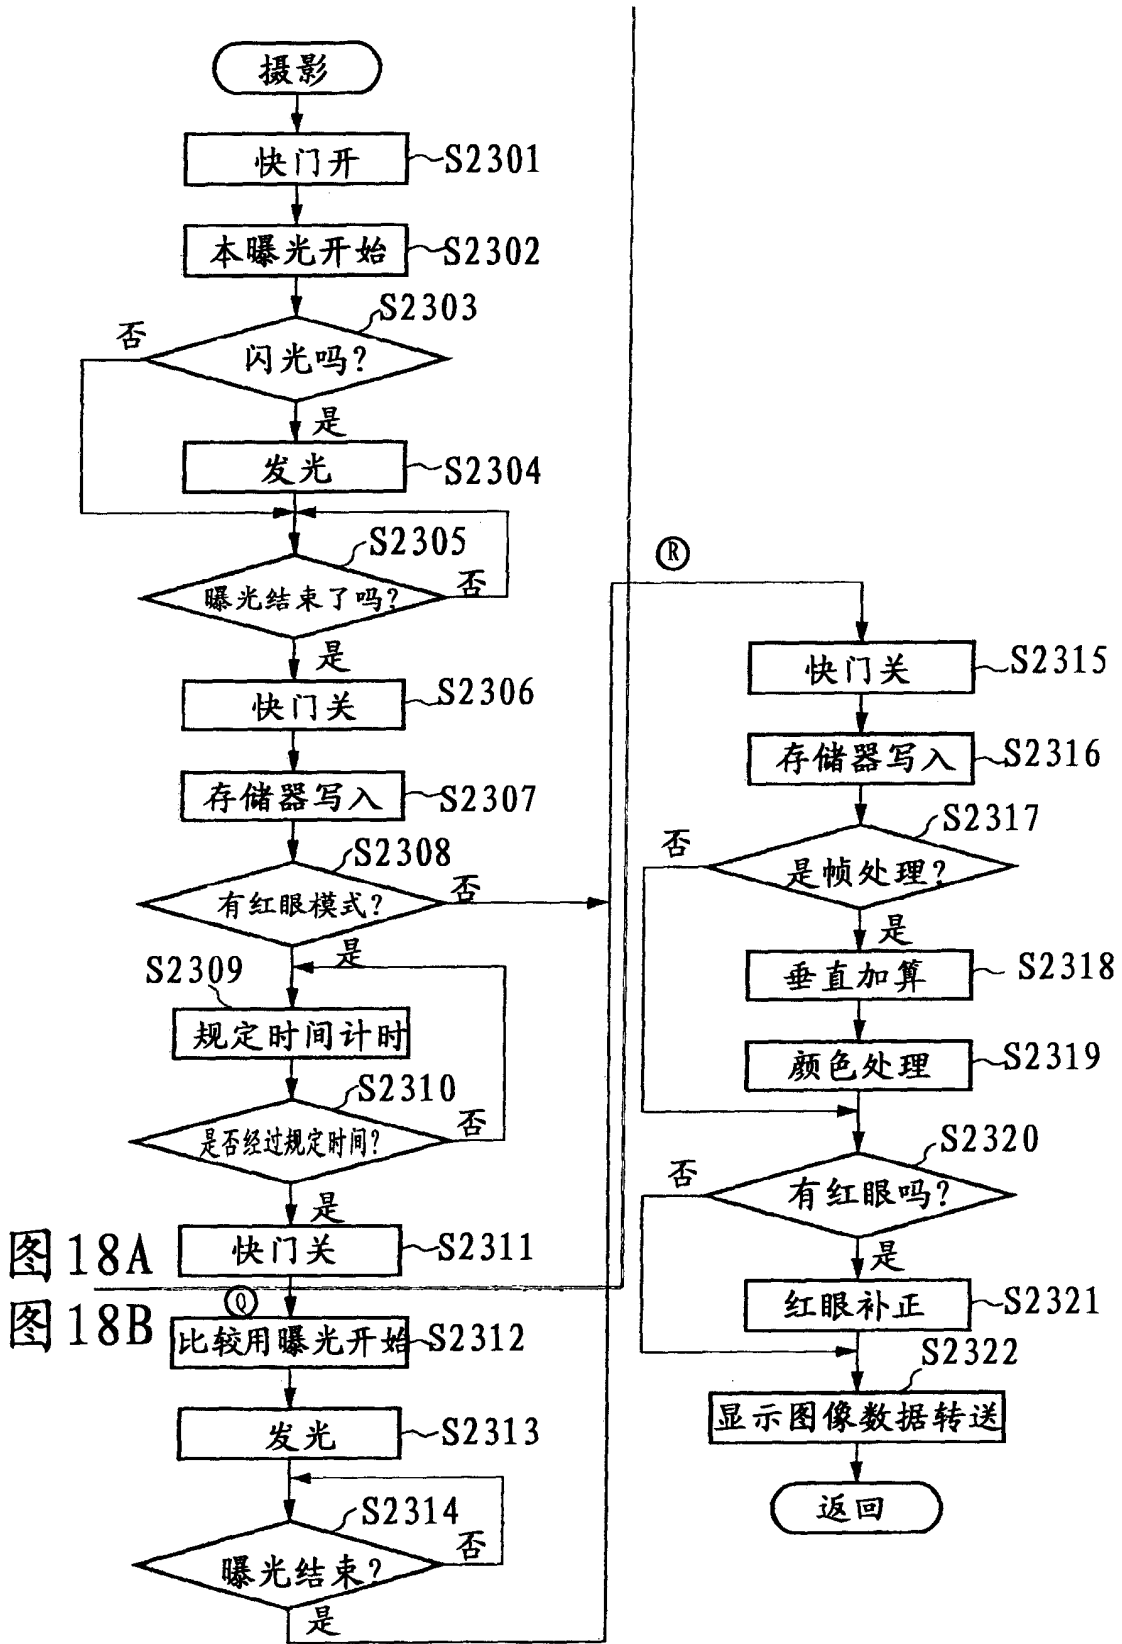 摄影
快门开
S2301
本曝光开始
S2302
S2303
否
闪光吗?
是
发光
S2304
S2305
曝光结束了吗?
否
是
快门关
S2306
存储器写入
S2307
S2308
有红眼模式?
否
是
S2309
规定时间计时
S2310
是否经过规定时间?
否
是
图18A
快门关
S2311
图18B
Q
比较用曝光开始
S2312
发光
S2313
S2314
曝光结束?
否
是
R
快门关
S2315
存储器写入
S2316
S2317
否
是帧处理?
是
垂直加算
S2318
颜色处理
S2319
S2320
否
有红眼吗?
是
红眼补正
S2321
S2322
显示图像数据转送
返回